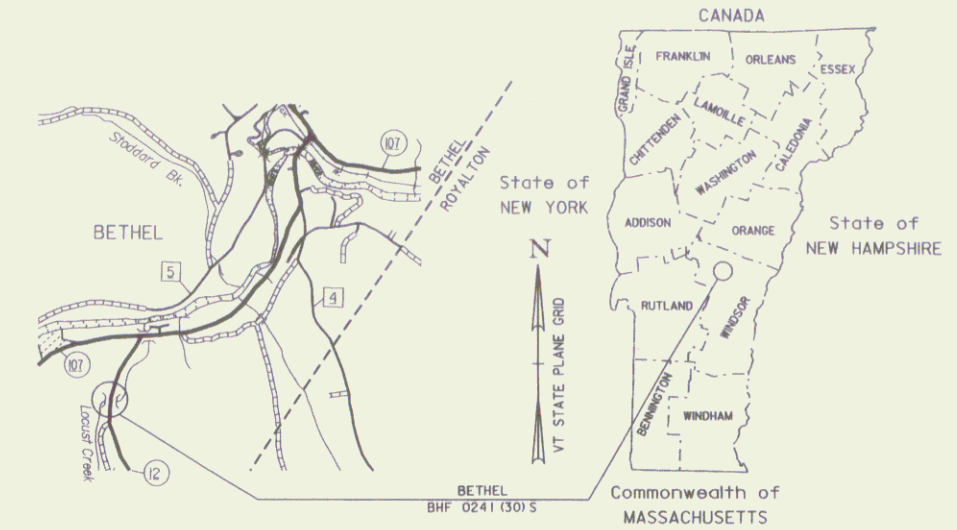 CANADA
FRANKLIN
ORLEANS
ESSEX
GRAND ISLE
LAMOILLE
CHITTENDEN
CALEDONIA
WASHINGTON
ADDISON
ORANGE
RUTLAND
WINDSOR
BENNINGTON
WINDHAM
State of
NEW YORK
State of
NEW HAMPSHIRE
Commonwealth of
MASSACHUSETTS
Stoddard Bk.
107
BETHEL
ROYALTON
BETHEL
5
4
107
Locust Creek
12
N
VT STATE PLANE GRID
BETHEL
BHF 0241 (30) S